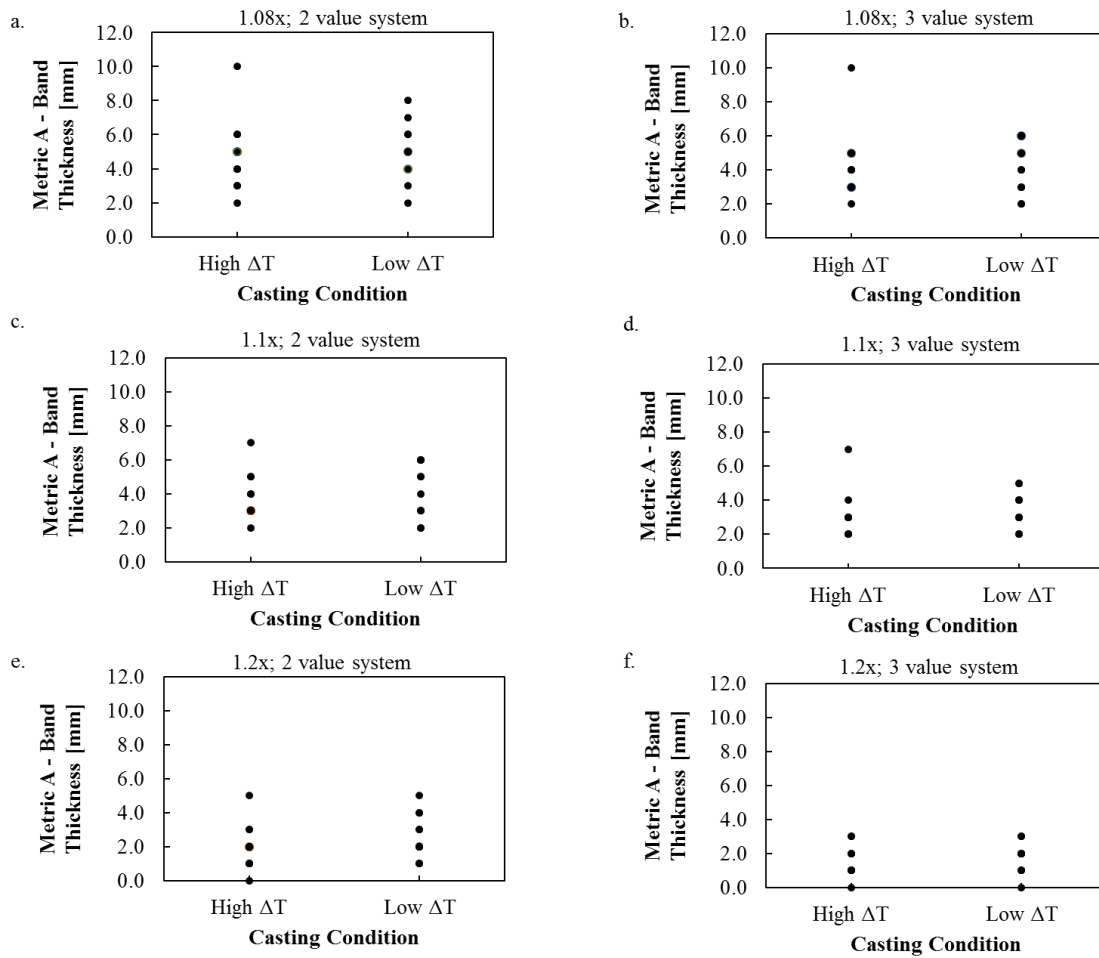 a.
1.08x; 2 value system
12.0
10.0
8.0
6.0
4.0
2.0
0.0
Metric A - Band
Thickness [mm]
High ΔT
Low ΔT
Casting Condition
b.
1.08x; 3 value system
12.0
10.0
8.0
6.0
4.0
2.0
0.0
Metric A - Band
Thickness [mm]
High ΔT
Low ΔT
Casting Condition
c.
1.1x; 2 value system
12.0
10.0
8.0
6.0
4.0
2.0
0.0
Metric A - Band
Thickness [mm]
High ΔT
Low ΔT
Casting Condition
d.
1.1x; 3 value system
12.0
10.0
8.0
6.0
4.0
2.0
0.0
Metric A - Band
Thickness [mm]
High ΔT
Low ΔT
Casting Condition
e.
1.2x; 2 value system
12.0
10.0
8.0
6.0
4.0
2.0
0.0
Metric A - Band
Thickness [mm]
High ΔT
Low ΔT
Casting Condition
f.
1.2x; 3 value system
12.0
10.0
8.0
6.0
4.0
2.0
0.0
Metric A - Band
Thickness [mm]
High ΔT
Low ΔT
Casting Condition